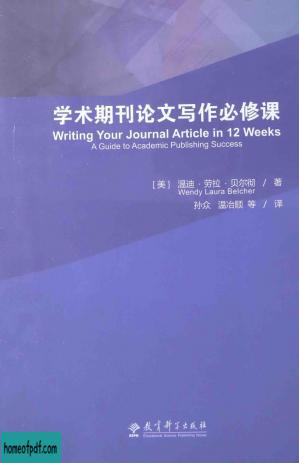 学术期刊论文写作必修课
Writing Your Journal Article in 12 Weeks
A Guide to Academic Publishing Success
［美］温迪·劳拉·贝尔彻／著
Wendy Laura Belcher
孙众 温治顺 等／译
教育科学出版社
Educational Science Publishing House
homeofpdf.com